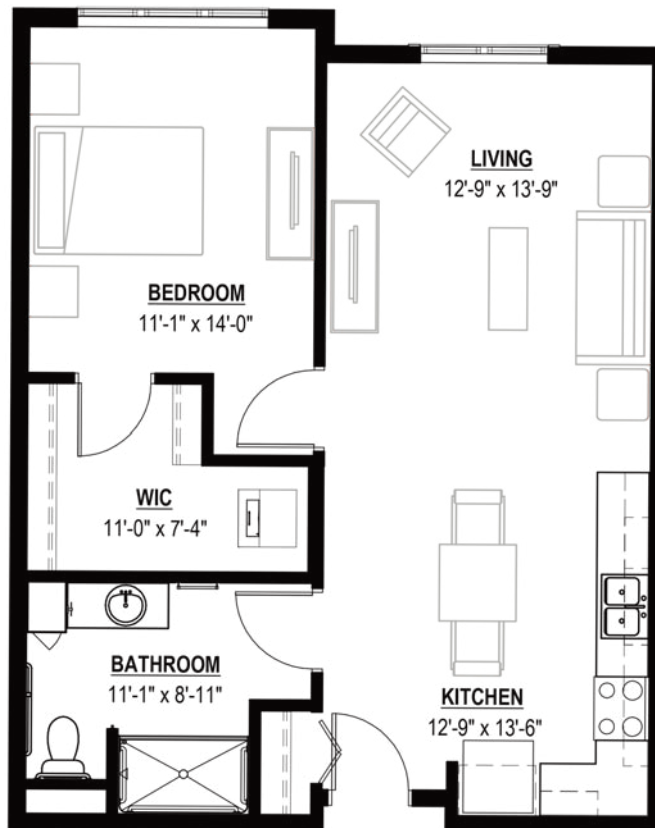 LIVING
12'-9" x 13'-9"
BEDROOM
11'-1" x 14'-0"
WIC
11'-0" x 7'-4"
BATHROOM
11'-1" x 8'-11"
KITCHEN
12'-9" x 13'-6"